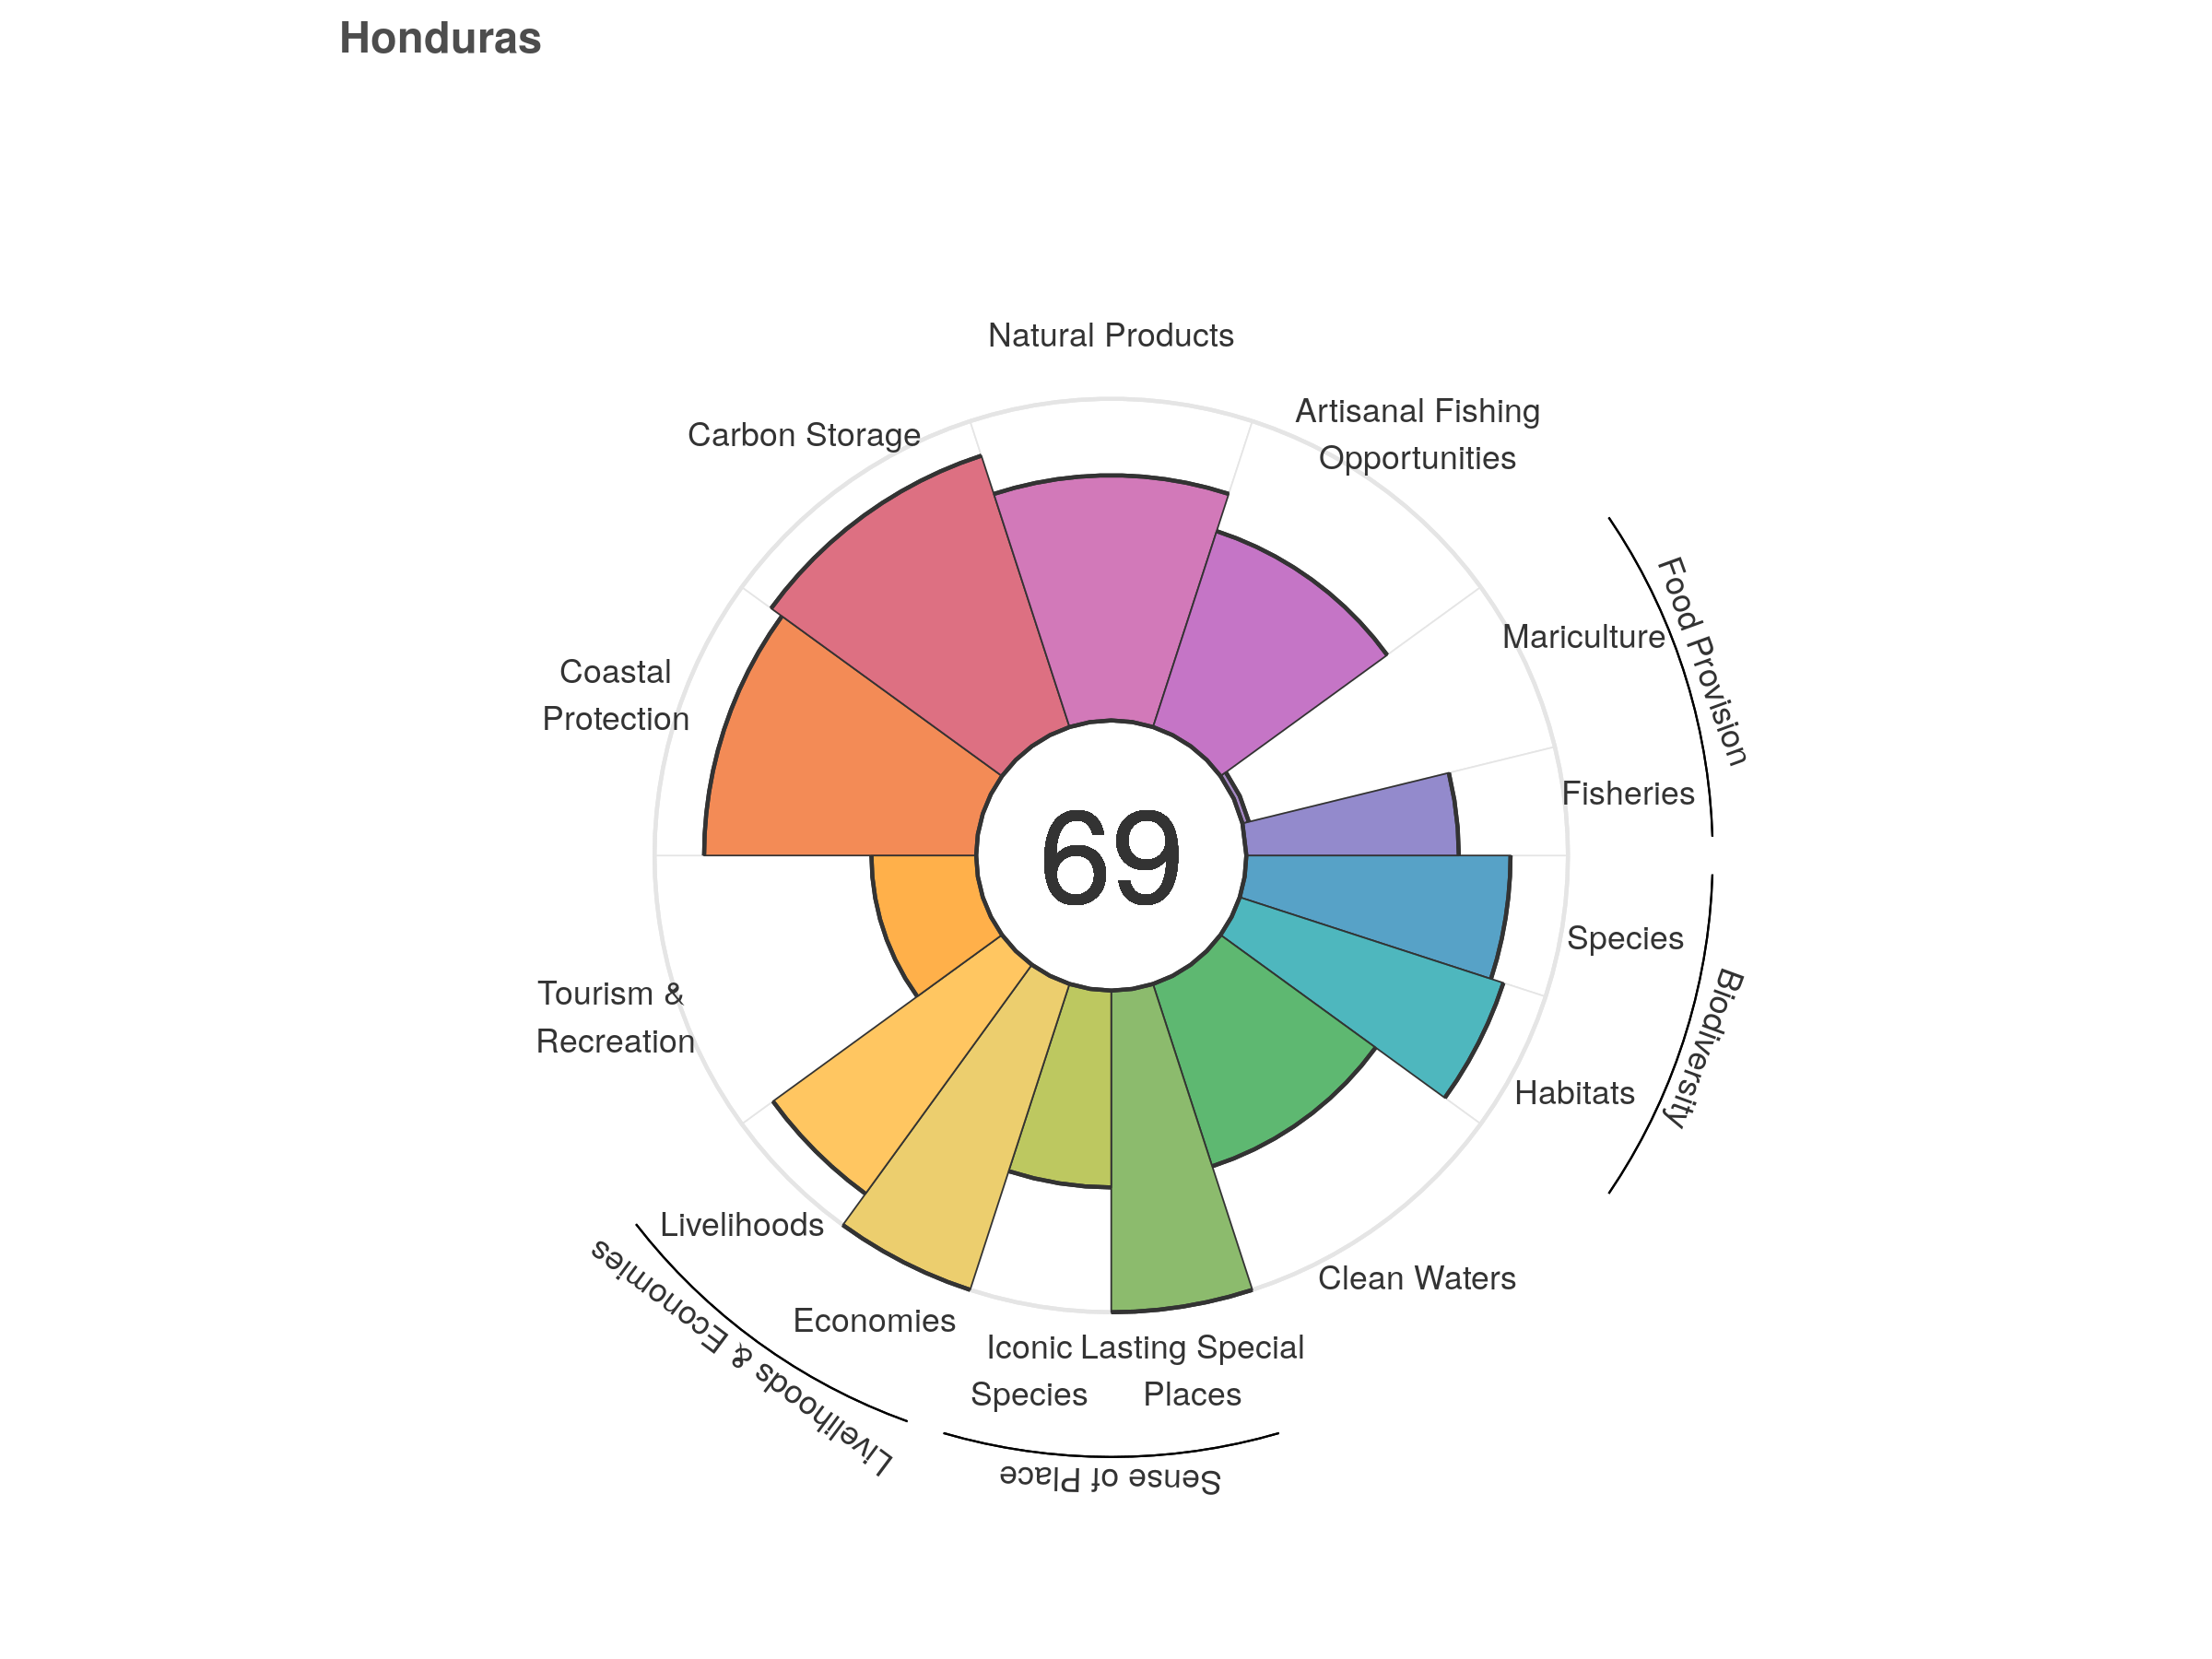 Honduras
Natural Products
Artisanal Fishing
Opportunities
Carbon Storage
Mariculture
Food Provision
Coastal
Protection
Fisheries
69
Species
Biodiversity
Tourism &
Recreation
Habitats
Livelihoods
Clean Waters
Economies
Livelihoods & Economies
Iconic
Species
Lasting Special
Places
Sense of Place